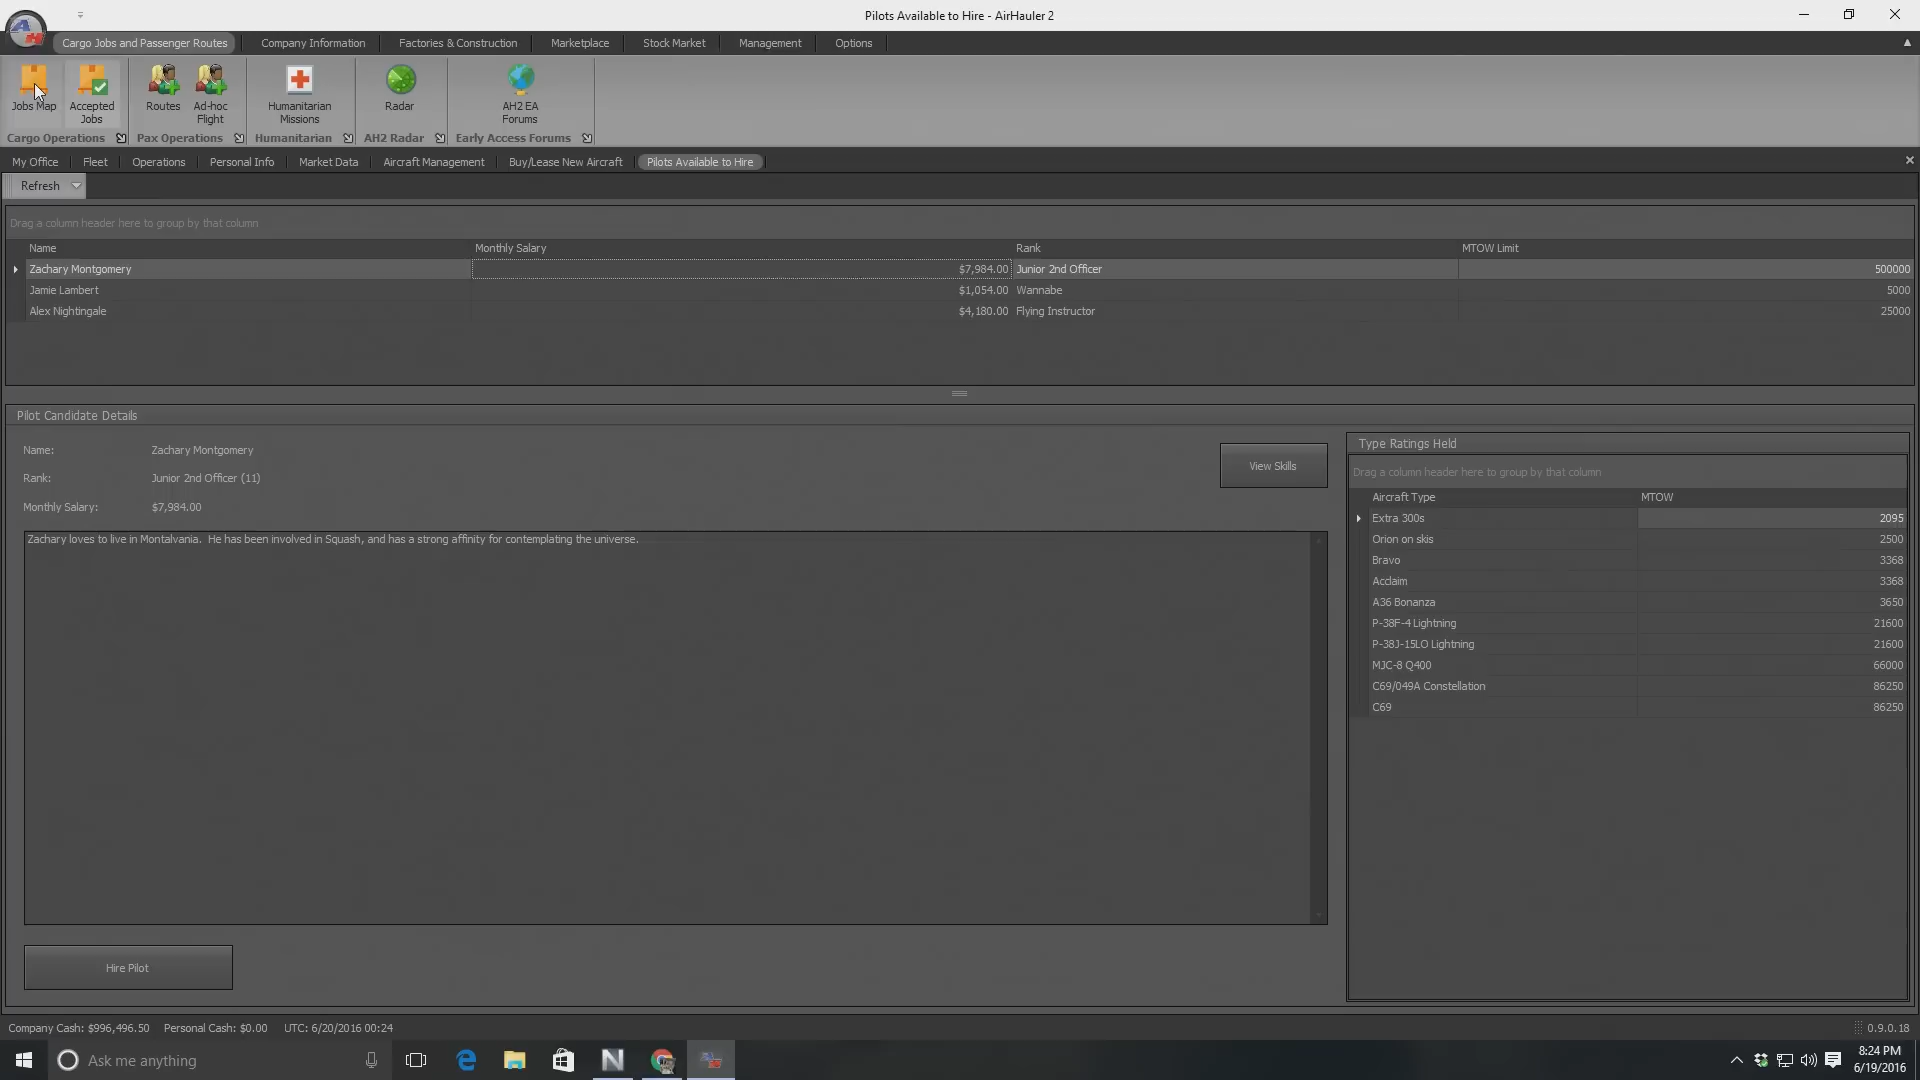 Pilots Available to Hire - AirHauler 2
Cargo Jobs and Passenger Routes Company Information Factories & Construction Marketplace Stock Market Management Options
Jobs Map Accepted Jobs Routes Ad-hoc Flight Humanitarian Missions Radar AH2 EA Forums
Cargo Operations Pax Operations Humanitarian AH2 Radar Early Access Forums
My Office Fleet Operations Personal Info Market Data Aircraft Management Buy/Lease New Aircraft Pilots Available to Hire
Refresh
Drag a column header here to group by that column
Name Monthly Salary Rank MTOW Limit
Zachary Montgomery $7,984.00 Junior 2nd Officer 500000
Jamie Lambert $1,054.00 Wannabe 5000
Alex Nightingale $4,180.00 Flying Instructor 25000
Pilot Candidate Details
Name: Zachary Montgomery
Rank: Junior 2nd Officer (11)
Monthly Salary: $7,984.00
View Skills
Zachary loves to live in Montalvania. He has been involved in Squash, and has a strong affinity for contemplating the universe.
Hire Pilot
Type Ratings Held
Drag a column header here to group by that column
Aircraft Type MTOW
Extra 300s 2095
Orion on skis 2500
Bravo 3368
Acclaim 3368
A36 Bonanza 3650
P-38F-4 Lightning 21600
P-38J-15LO Lightning 21600
MJC-8 Q400 66000
C69/049A Constellation 86250
C69 86250
Company Cash: $996,496.50 Personal Cash: $0.00 UTC: 6/20/2016 00:24 0.9.0.18
Ask me anything
8:24 PM
6/19/2016